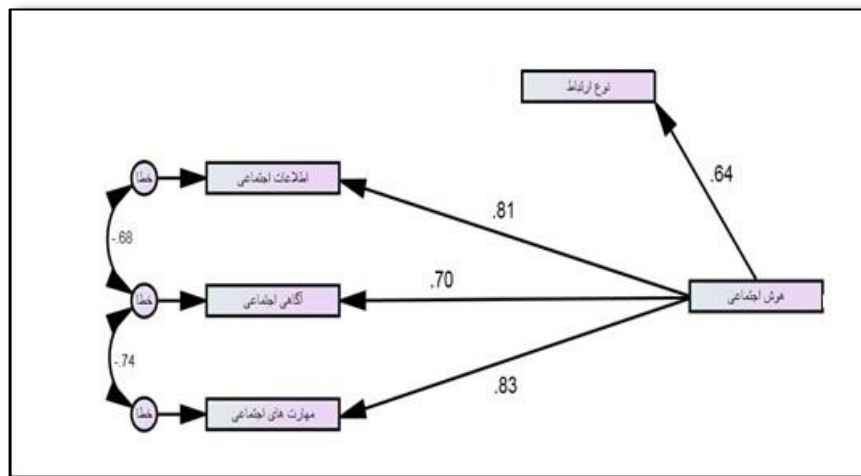 نوع ارتباط
.64
خطا
اطلاعات اجتماعی
.81
-.68
خطا
آگاهی اجتماعی
.70
هوش اجتماعی
-.74
.83
خطا
مهارت های اجتماعی